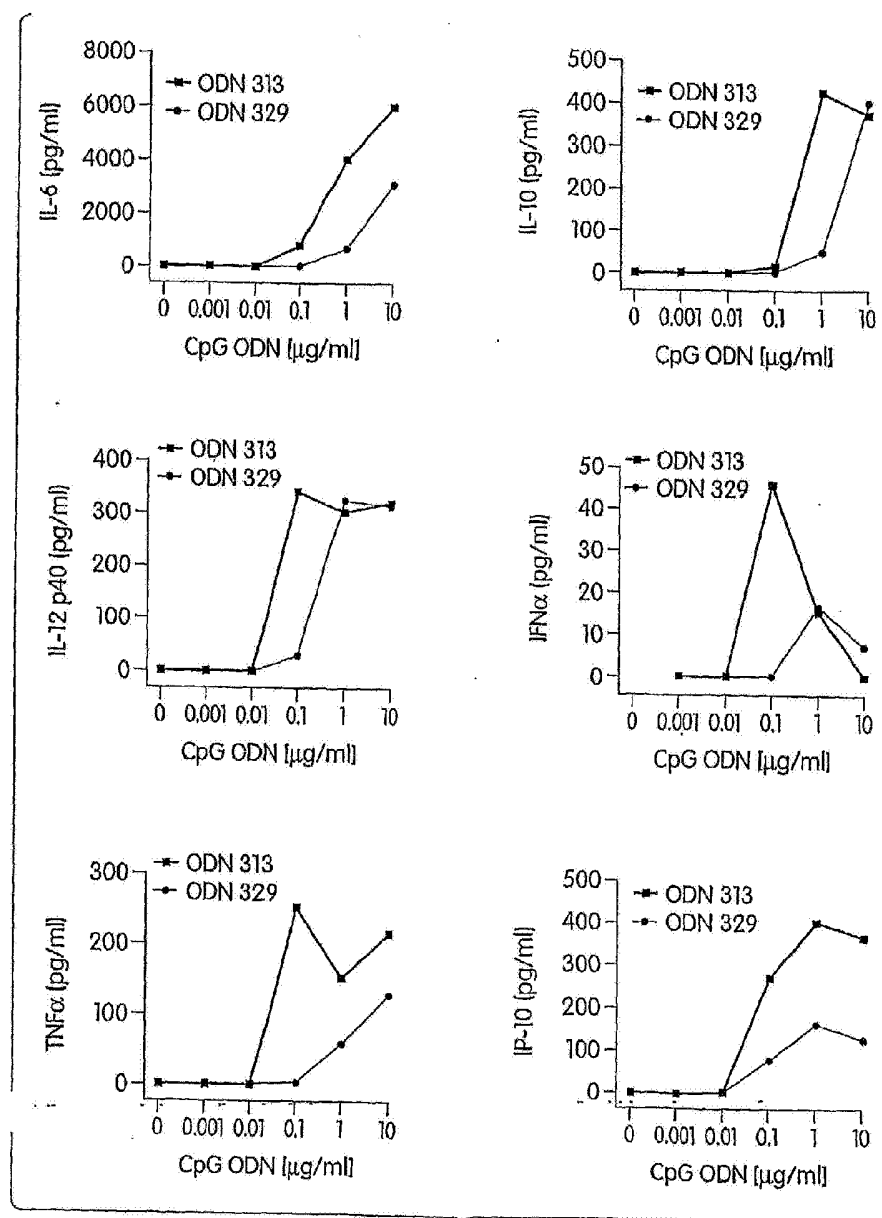 8000
6000
4000
2000
0
IL-6 (pg/ml)
ODN 313
ODN 329
0 0.001 0.01 0.1 1 10
CpG ODN [µg/ml]
500
400
300
200
100
0
IL-10 (pg/ml)
ODN 313
ODN 329
0 0.001 0.01 0.1 1 10
CpG ODN [µg/ml]
400
300
200
100
0
IL-12 p40 (pg/ml)
ODN 313
ODN 329
0 0.001 0.01 0.1 1 10
CpG ODN [µg/ml]
50
40
30
20
10
0
IFNα (pg/ml)
ODN 313
ODN 329
0 0.001 0.01 0.1 1 10
CpG ODN [µg/ml]
300
200
100
0
TNFα (pg/ml)
ODN 313
ODN 329
0 0.001 0.01 0.1 1 10
CpG ODN [µg/ml]
500
400
300
200
100
0
IP-10 (pg/ml)
ODN 313
ODN 329
0 0.001 0.01 0.1 1 10
CpG ODN [µg/ml]